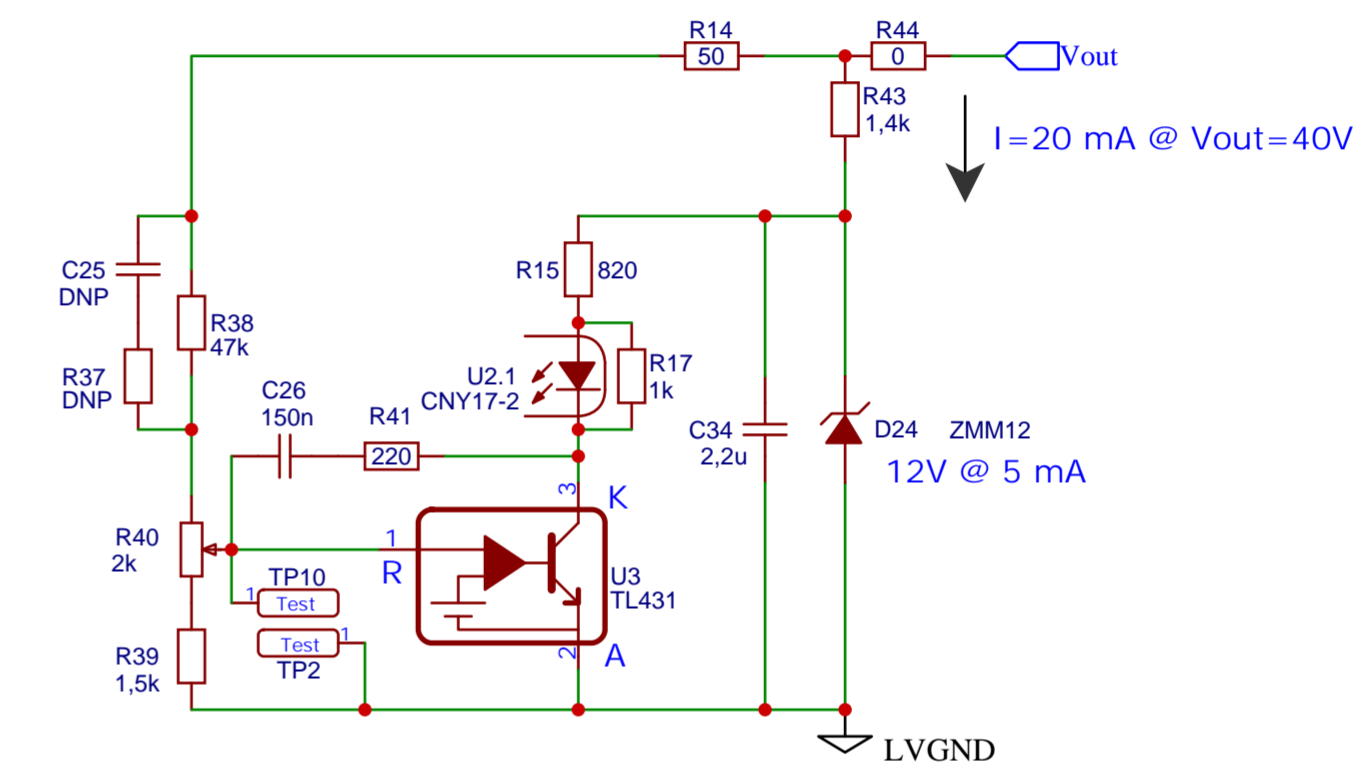 R14
50
R44
0
Vout
R43
1,4k
I=20 mA @ Vout=40V
C25
DNP
R38
47k
R37
DNP
R15
820
U2.1
CNY17-2
R17
1k
C26
150n
R41
220
C34
2,2u
D24
ZMM12
12V @ 5 mA
3
K
R40
2k
1
R
TP10
1
Test
U3
TL431
Test
1
TP2
R39
1,5k
2
A
LVGND